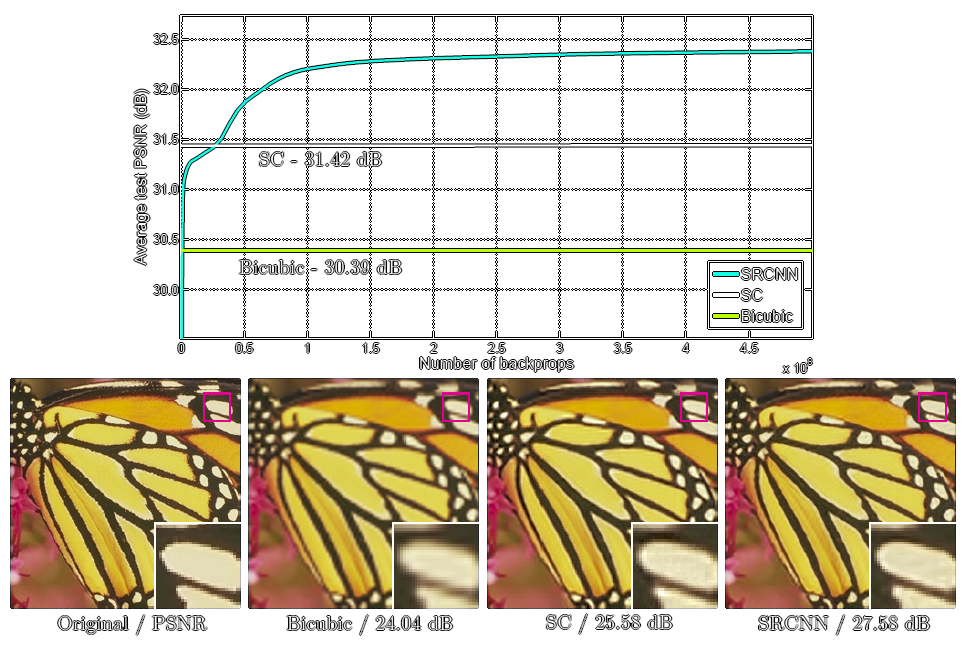 32.5
32.0
31.5
31.0
30.5
30.0
Average test PSNR (dB)
SC - 31.42 dB
Bicubic - 30.39 dB
SRCNN
SC
Bicubic
0 0.5 1 1.5 2 2.5 3 3.5 4 4.5
Number of backprops
x 10⁸
Original / PSNR
Bicubic / 24.04 dB
SC / 25.58 dB
SRCNN / 27.58 dB